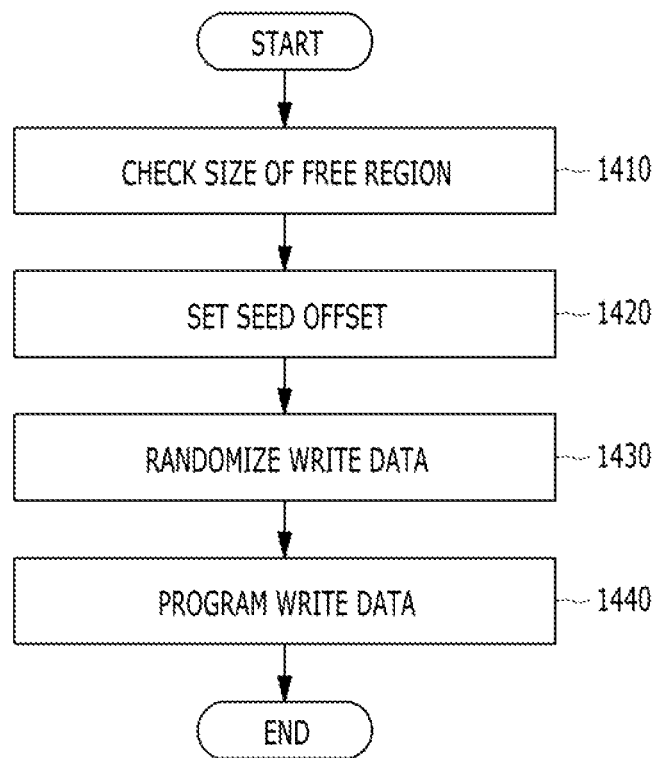 START
CHECK SIZE OF FREE REGION
1410
SET SEED OFFSET
1420
RANDOMIZE WRITE DATA
1430
PROGRAM WRITE DATA
1440
END